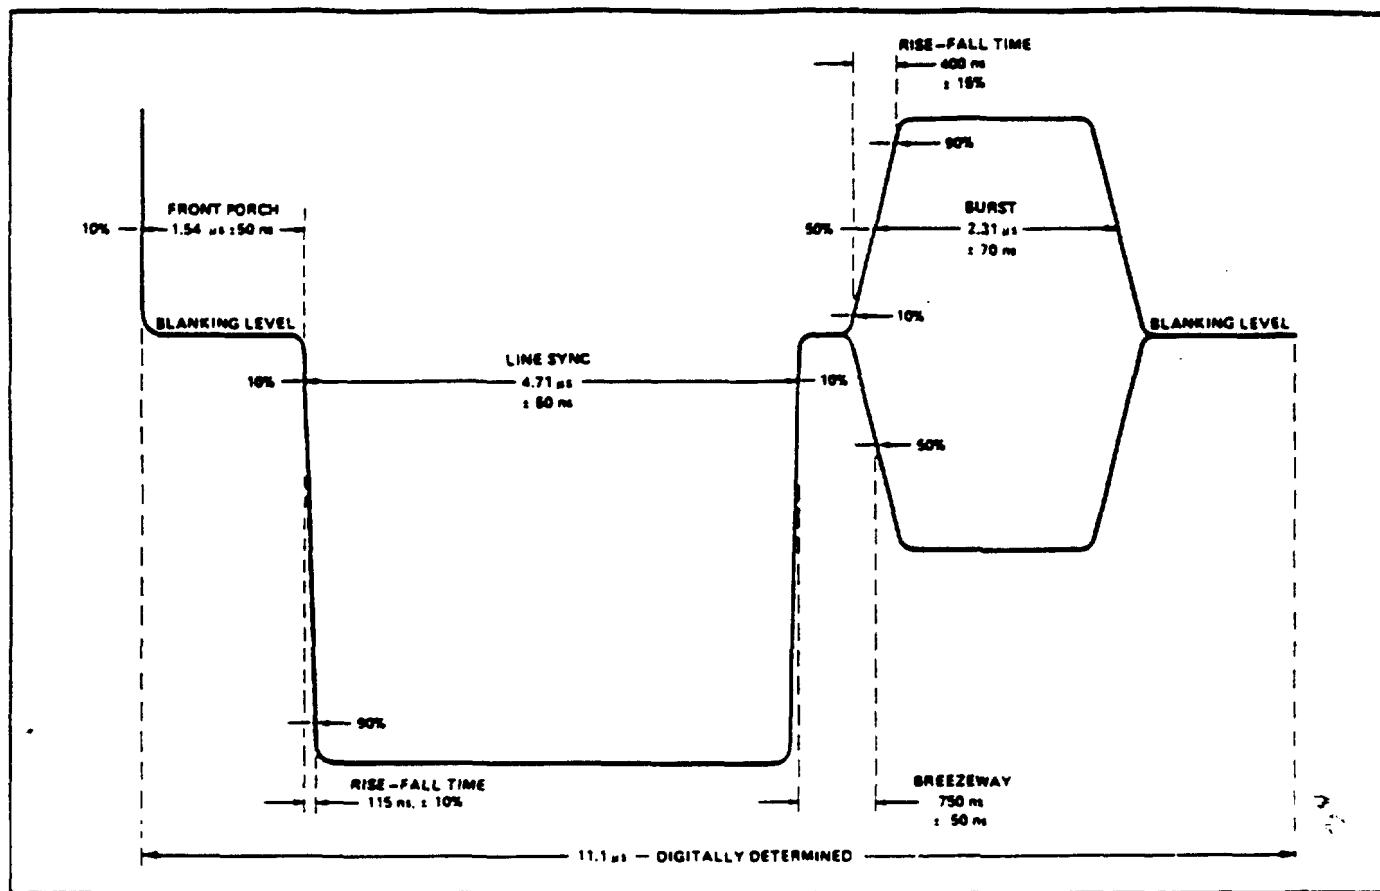 RISE–FALL TIME
400 ns
± 15%
90%
FRONT PORCH
10%
1.54 μs ±50 ns
50%
BURST
2.31 μs
± 70 ns
10%
BLANKING LEVEL
BLANKING LEVEL
LINE SYNC
10%
4.71 μs
10%
± 50 ns
50%
90%
RISE–FALL TIME
115 ns, ± 10%
BREEZEWAY
750 ns
± 50 ns
11.1 μs — DIGITALLY DETERMINED